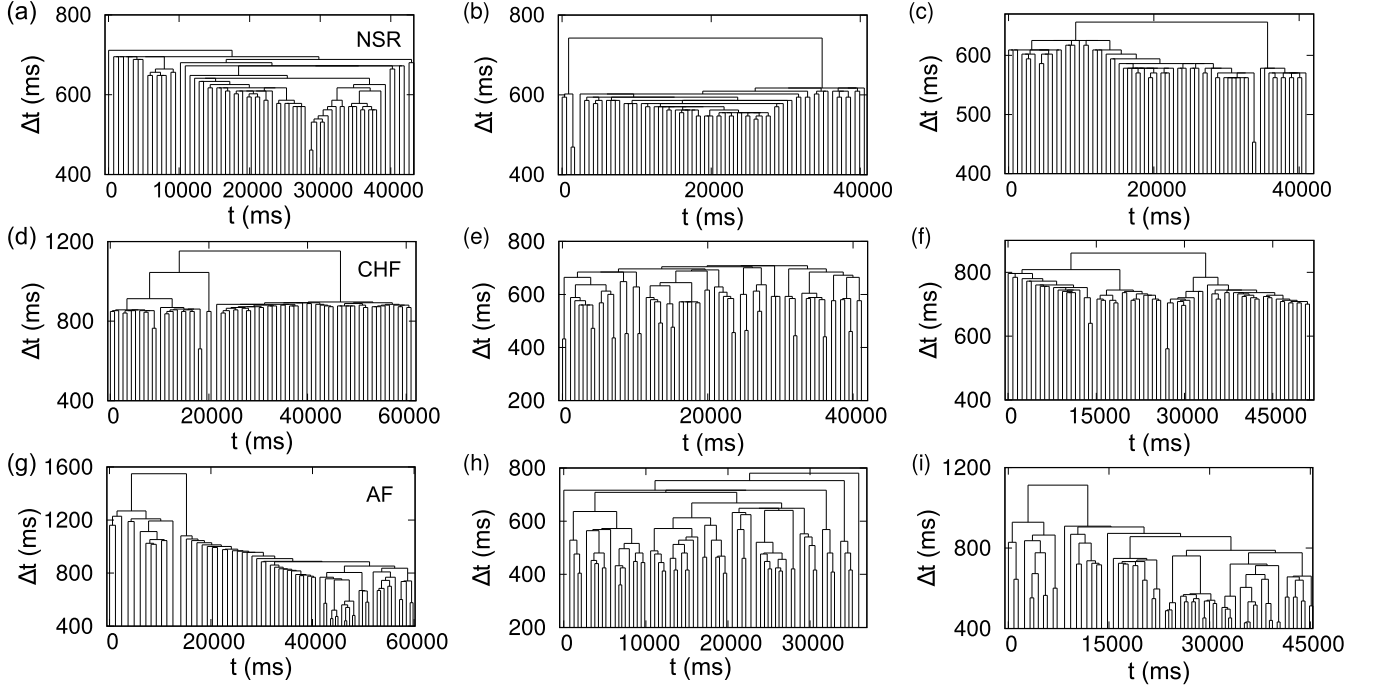 (a) (b) (c)
800 800
NSR
600 600 600
500
400 400 400
Δt (ms) Δt (ms) Δt (ms)
0 10000 20000 30000 40000 0 20000 40000 0 20000 40000
t (ms) t (ms) t (ms)
(d) (e) (f)
1200 800
CHF
800 600 800
400 600
400 200 400
Δt (ms) Δt (ms) Δt (ms)
0 20000 40000 60000 0 20000 40000 0 15000 30000 45000
t (ms) t (ms) t (ms)
(g) (h) (i)
1600 800 1200
AF
1200 600 800
800 400
400 200 400
Δt (ms) Δt (ms) Δt (ms)
0 20000 40000 60000 0 10000 20000 30000 0 15000 30000 45000
t (ms) t (ms) t (ms)